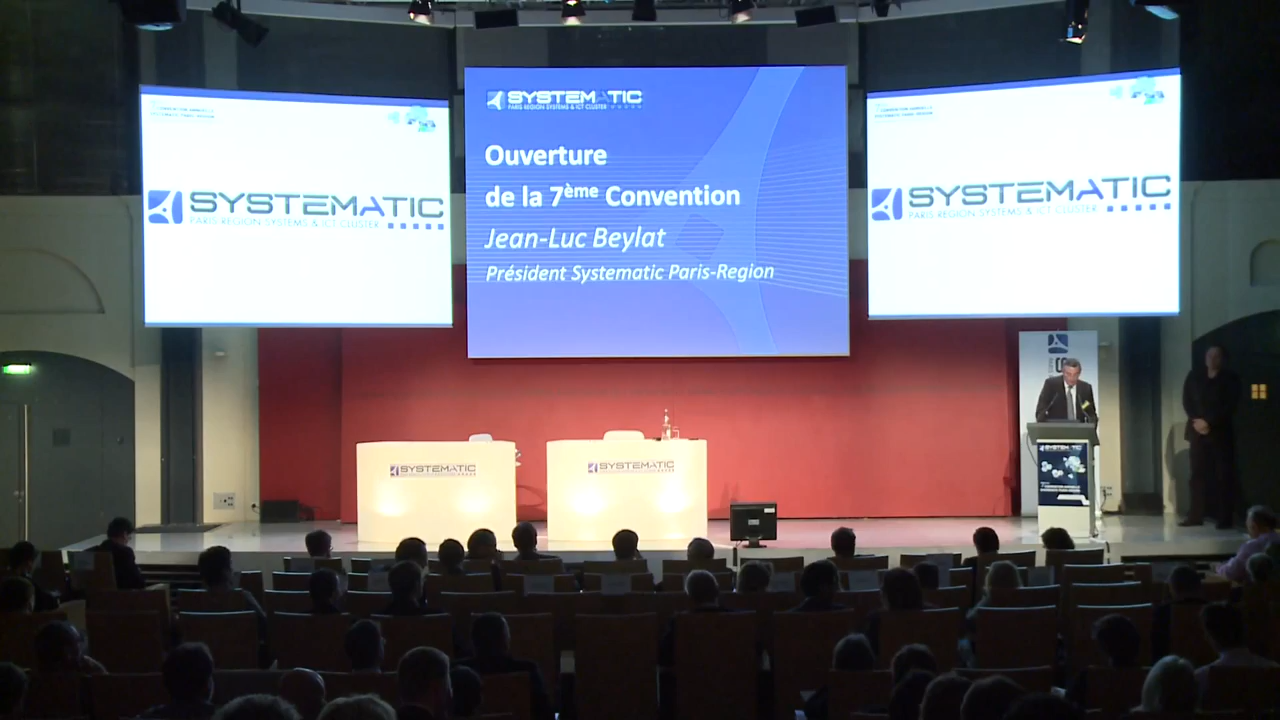 SYSTEMATIC
PARIS REGION SYSTEMS & ICT CLUSTER
SYSTEMATIC
PARIS REGION SYSTEMS & ICT CLUSTER
Ouverture
de la 7ème Convention
Jean-Luc Beylat
Président Systematic Paris-Region
SYSTEMATIC
PARIS REGION SYSTEMS & ICT CLUSTER
SYSTEMATIC
SYSTEMATIC
SYSTEMATIC